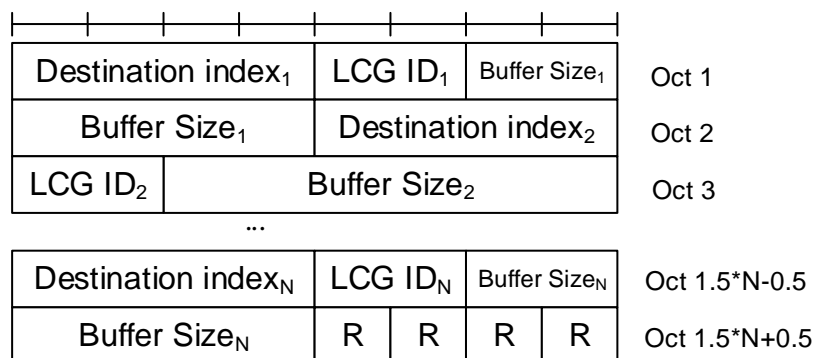 Destination index₁ LCG ID₁ Buffer Size₁ Oct 1
Buffer Size₁ Destination index₂ Oct 2
LCG ID₂ Buffer Size₂ Oct 3
...
Destination indexN LCG IDN Buffer SizeN Oct 1.5*N-0.5
Buffer SizeN R R R R Oct 1.5*N+0.5